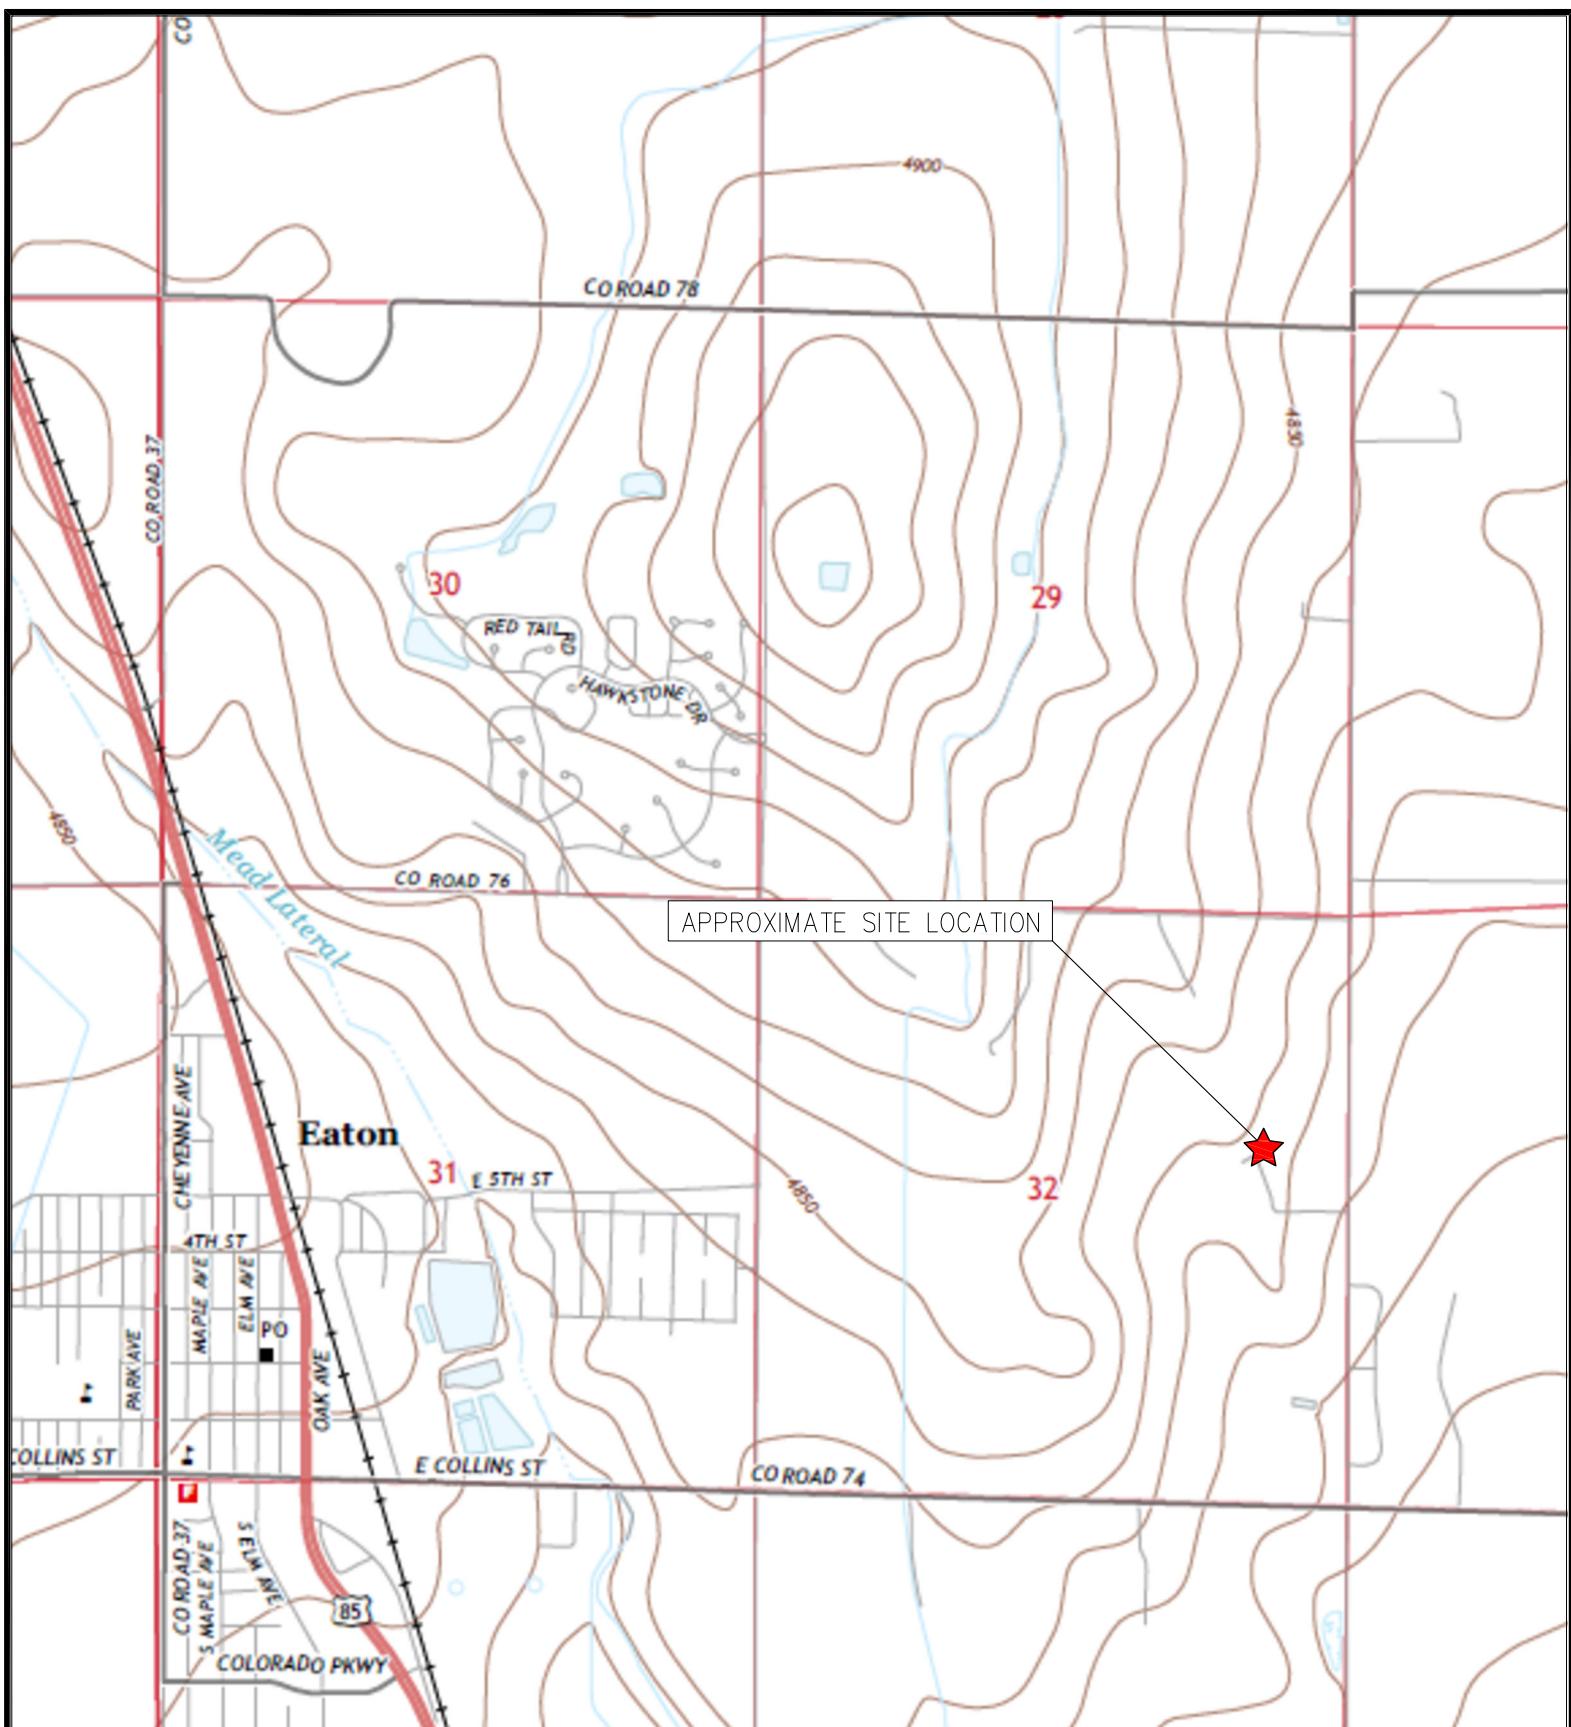 CO
4900
CO ROAD 78
CO ROAD 37
4850
30
29
RED TAIL RD
HAWKSTONE DR
4850
Mead Lateral
CO ROAD 76
APPROXIMATE SITE LOCATION
CHEYENNE AVE
Eaton
31
E 5TH ST
4850
32
4TH ST
MAPLE AVE
ELM AVE
PO
PARK AVE
OAK AVE
COLLINS ST
E COLLINS ST
CO ROAD 74
CO ROAD 37
S MAPLE AVE
S ELM AVE
85
COLORADO PKWY